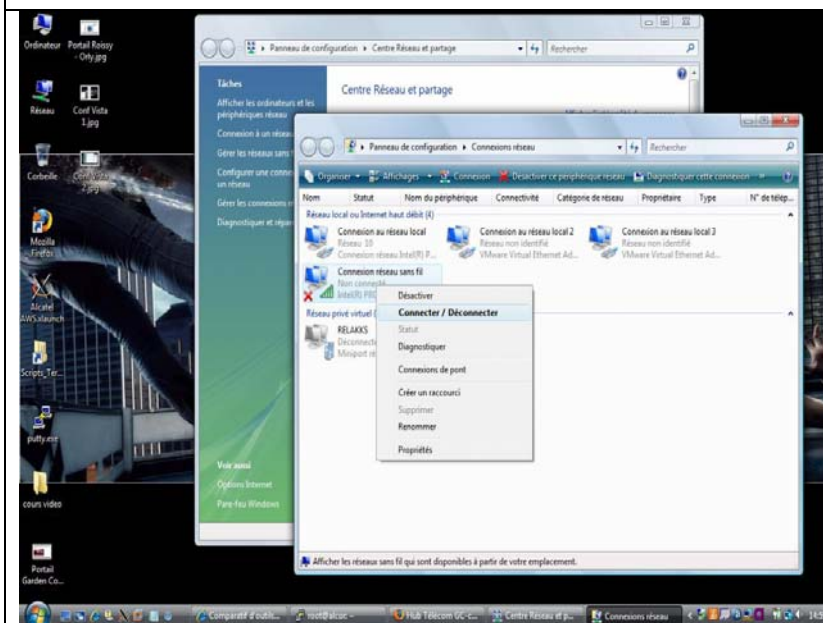 Ordinateur
Portail Roissy
- Orly.jpg
Réseau
Conf Vista
1.jpg
Corbeille
Conf Vista
2.jpg
Mozilla
Firefox
Alcatel
Scripts_Ter...
putty.exe
cours video
Portail
Garden Co...
Panneau de configuration Centre Réseau et partage
Rechercher
Tâches
Afficher les ordinateurs et les
périphériques réseau
Connexion à un réseau
Gérer les réseaux sans
Configurer une conne
un réseau
Gérer les connexions
Diagnostiquer et répar
Voir aussi
Options Internet
Pare-feu Windows
Centre Réseau et partage
Panneau de configuration Connexions réseau
Rechercher
Organiser Affichages Connexion Désactiver ce périphérique réseau Diagnostiquer cette connexion »
Nom Statut Nom du périphérique Connectivité Catégorie de réseau Propriétaire Type N° de télép...
Réseau local ou Internet haut débit (4)
Connexion au réseau local
Réseau 10
Connexion réseau Intel(R) P...
Connexion au réseau local 2
Réseau non identifié
VMware Virtual Ethernet Ad...
Connexion au réseau local 3
Réseau non identifié
VMware Virtual Ethernet Ad...
Connexion réseau sans fil
Non connecté
Intel(R) PRO
Réseau privé virtuel (
RELAKKS
Déconnecté
Miniport
Désactiver
Connecter / Déconnecter
Statut
Diagnostiquer
Connexions de pont
Créer un raccourci
Supprimer
Renommer
Propriétés
Afficher les réseaux sans fil qui sont disponibles à partir de votre emplacement.
Comparatif d'outils...
root@alcor: ~
Hub Télécom GC-c...
Centre Réseau et p...
Connexions réseau